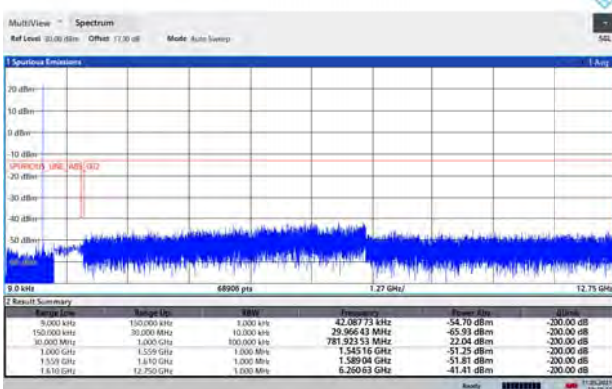 MultiView Spectrum
Ref Level 30.00 dBm Offset 17.30 dB Mode Auto Sweep
SGL
1 Spurious Emissions 1 Avg
20 dBm
10 dBm
0 dBm
-10 dBm
SPURIOUS_LINE_ABS_002
-20 dBm
-30 dBm
-40 dBm
-50 dBm
9.0 kHz 68906 pts 1.27 GHz/ 12.75 GHz
2 Result Summary
Range Low Range Up RBW Frequency Power Abs ΔLimit
9.000 kHz 150.000 kHz 1.000 kHz 42.08773 kHz -54.70 dBm -200.00 dB
150.000 kHz 30.000 MHz 10.000 kHz 29.96643 MHz -65.93 dBm -200.00 dB
30.000 MHz 1.000 GHz 100.000 kHz 781.92353 MHz 22.04 dBm -200.00 dB
1.000 GHz 1.559 GHz 1.000 MHz 1.54516 GHz -51.25 dBm -200.00 dB
1.559 GHz 1.610 GHz 1.000 MHz 1.58904 GHz -51.81 dBm -200.00 dB
1.610 GHz 12.750 GHz 1.000 MHz 6.26063 GHz -41.41 dBm -200.00 dB
Ready